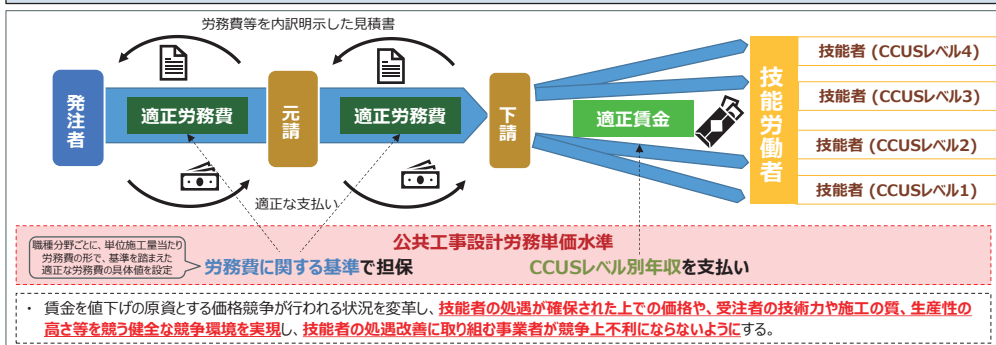 労務費等を内訳明示した見積書
発注者
適正労務費
元請
適正労務費
下請
適正賃金
技能労働者
技能者 (CCUSレベル4)
技能者 (CCUSレベル3)
技能者 (CCUSレベル2)
技能者 (CCUSレベル1)
適正な支払い
公共工事設計労務単価水準
職種分野ごとに、単位施工量当たり
労務費の形で、基準を踏まえた
適正な労務費の具体値を設定
労務費に関する基準で担保
CCUSレベル別年収を支払い
・ 賃金を値下げの原資とする価格競争が行われる状況を変革し、技能者の処遇が確保された上での価格や、受注者の技術力や施工の質、生産性の
高さ等を競う健全な競争環境を実現し、技能者の処遇改善に取り組む事業者が競争上不利にならないようにする。